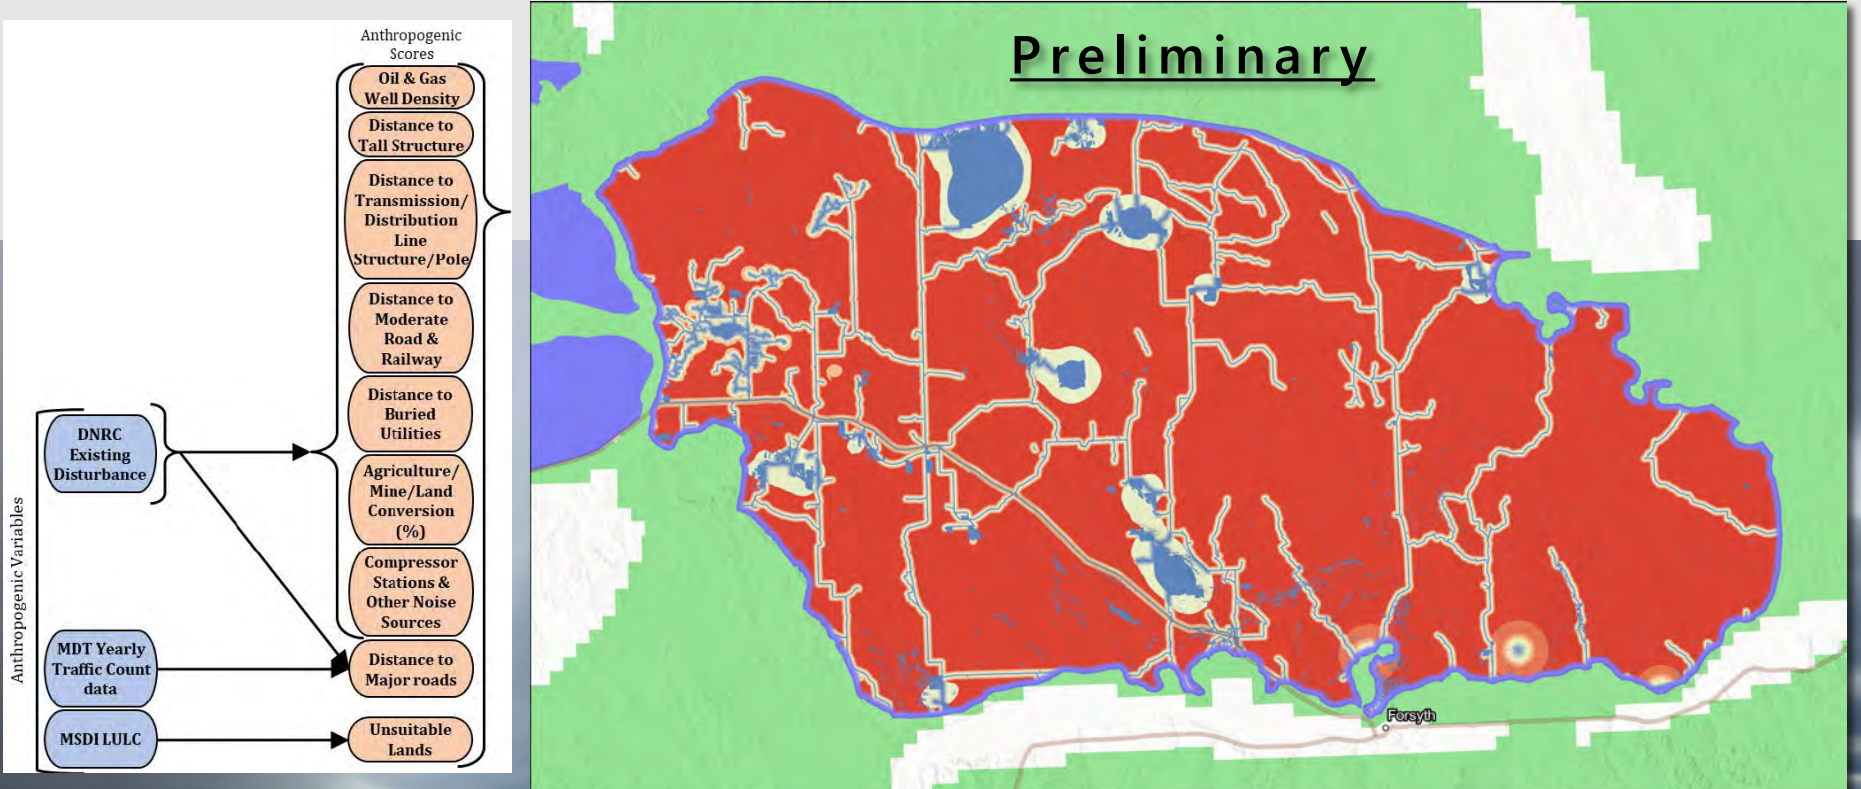 Anthropogenic
Scores
Oil & Gas
Well Density
Distance to
Tall Structure
Distance to
Transmission/
Distribution
Line
Structure/Pole
Distance to
Moderate
Road &
Railway
Distance to
Buried
Utilities
Agriculture/
Mine/Land
Conversion
(%)
Compressor
Stations &
Other Noise
Sources
Distance to
Major roads
Unsuitable
Lands
Anthropogenic Variables
DNRC
Existing
Disturbance
MDT Yearly
Traffic Count
data
MSDI LULC
Preliminary
Forsyth